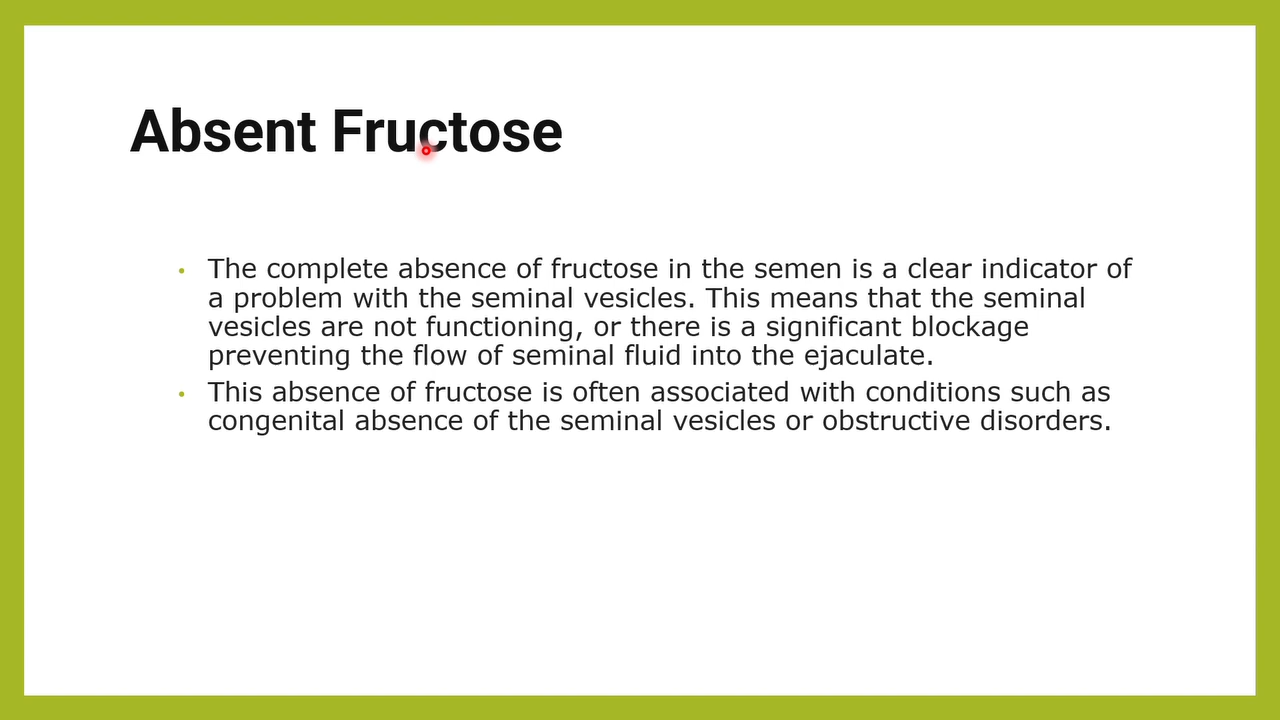 Absent Fructose
• The complete absence of fructose in the semen is a clear indicator of
a problem with the seminal vesicles. This means that the seminal
vesicles are not functioning, or there is a significant blockage
preventing the flow of seminal fluid into the ejaculate.
• This absence of fructose is often associated with conditions such as
congenital absence of the seminal vesicles or obstructive disorders.